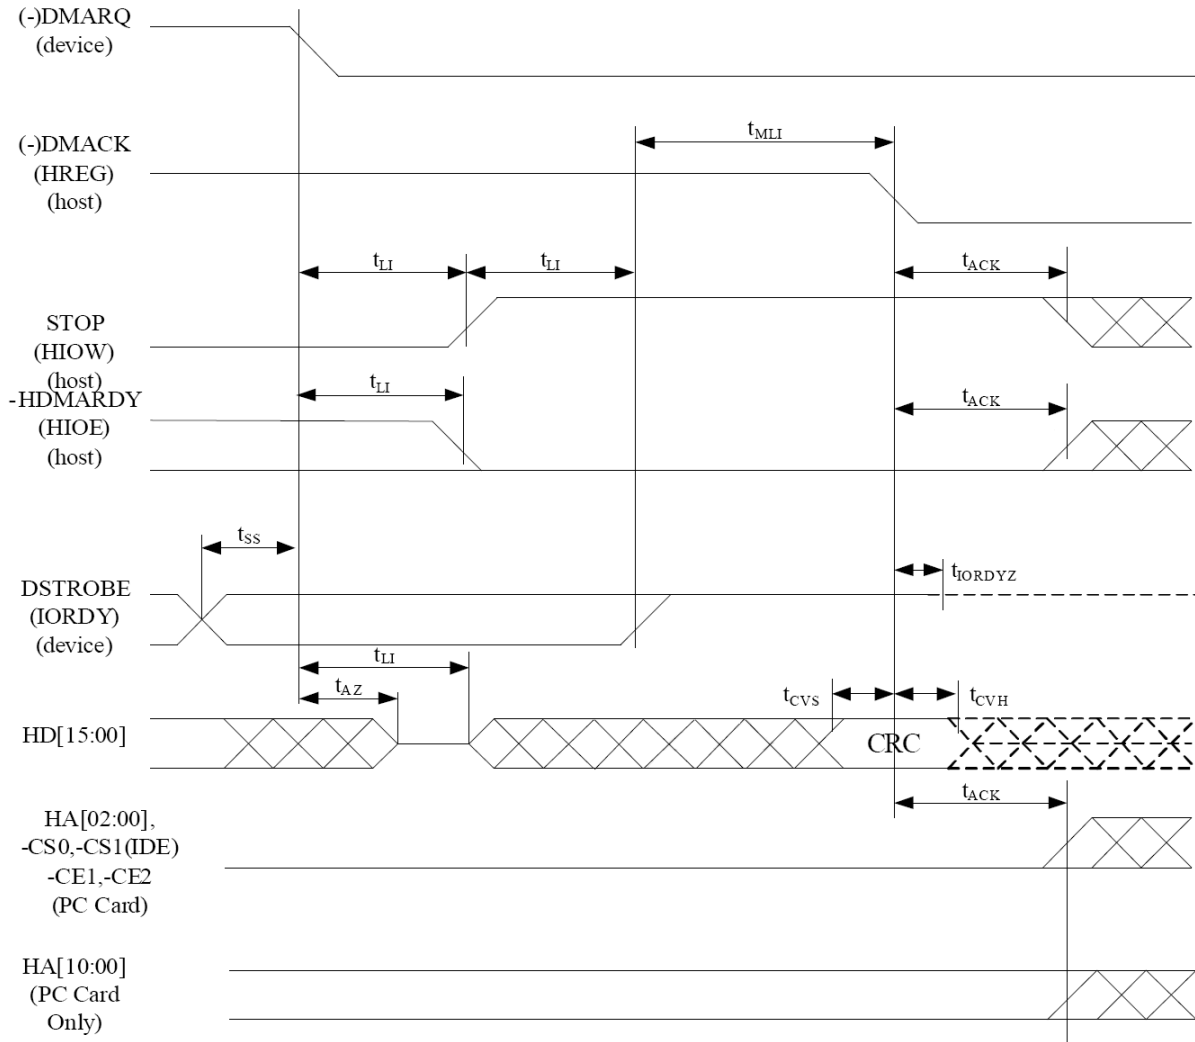 (-)DMARQ
(device)
(-)DMACK
(HREG)
(host)
tMLI
tLI
tLI
tACK
STOP
(HIOW)
(host)
-HDMARDY
(HIOE)
(host)
tLI
tACK
tSS
DSTROBE
(IORDY)
(device)
tIORDYZ
tLI
tAZ
tCVS
tCVH
HD[15:00]
CRC
tACK
HA[02:00],
-CS0,-CS1(IDE)
-CE1,-CE2
(PC Card)
HA[10:00]
(PC Card
Only)